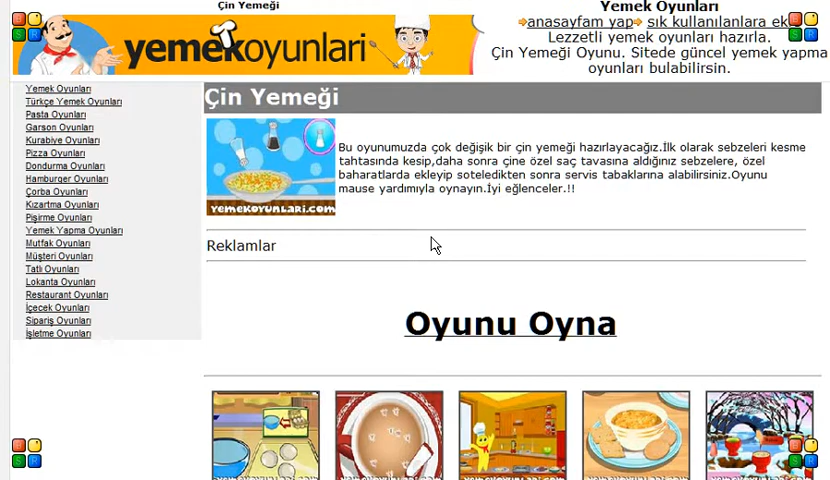 Çin Yemeği
Yemek Oyunları
anasayfam yap sık kullanılanlara ek
Lezzetli yemek oyunları hazırla.
Çin Yemeği Oyunu. Sitede güncel yemek yapma
oyunları bulabilirsin.
yemekoyunlari
Yemek Oyunları
Türkçe Yemek Oyunları
Pasta Oyunları
Garson Oyunları
Kurabiye Oyunları
Pizza Oyunları
Dondurma Oyunları
Hamburger Oyunları
Çorba Oyunları
Kızartma Oyunları
Pişirme Oyunları
Yemek Yapma Oyunları
Mutfak Oyunları
Müşteri Oyunları
Tatlı Oyunları
Lokanta Oyunları
Restaurant Oyunları
İçecek Oyunları
Sipariş Oyunları
İşletme Oyunları
Çin Yemeği
yemekoyunlari.com
Bu oyunumuzda çok değişik bir çin yemeği hazırlayacağız.İlk olarak sebzeleri kesme
tahtasında kesip,daha sonra çine özel saç tavasına aldığınız sebzelere, özel
baharatlarda ekleyip soteledikten sonra servis tabaklarına alabilirsiniz.Oyunu
mause yardımıyla oynayın.İyi eğlenceler.!!
Reklamlar
Oyunu Oyna